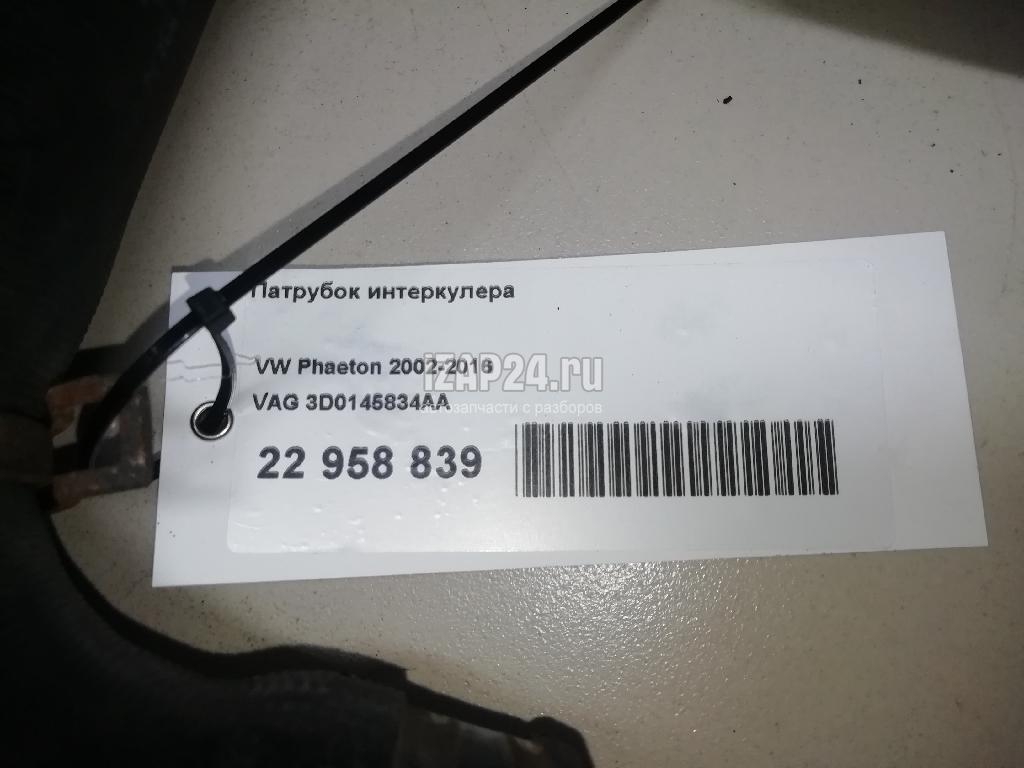 Патрубок интеркулера
VW Phaeton 2002-2016
iZAP24.ru
VAG 3D0145834AA
автозапчасти с разборов
22 958 839